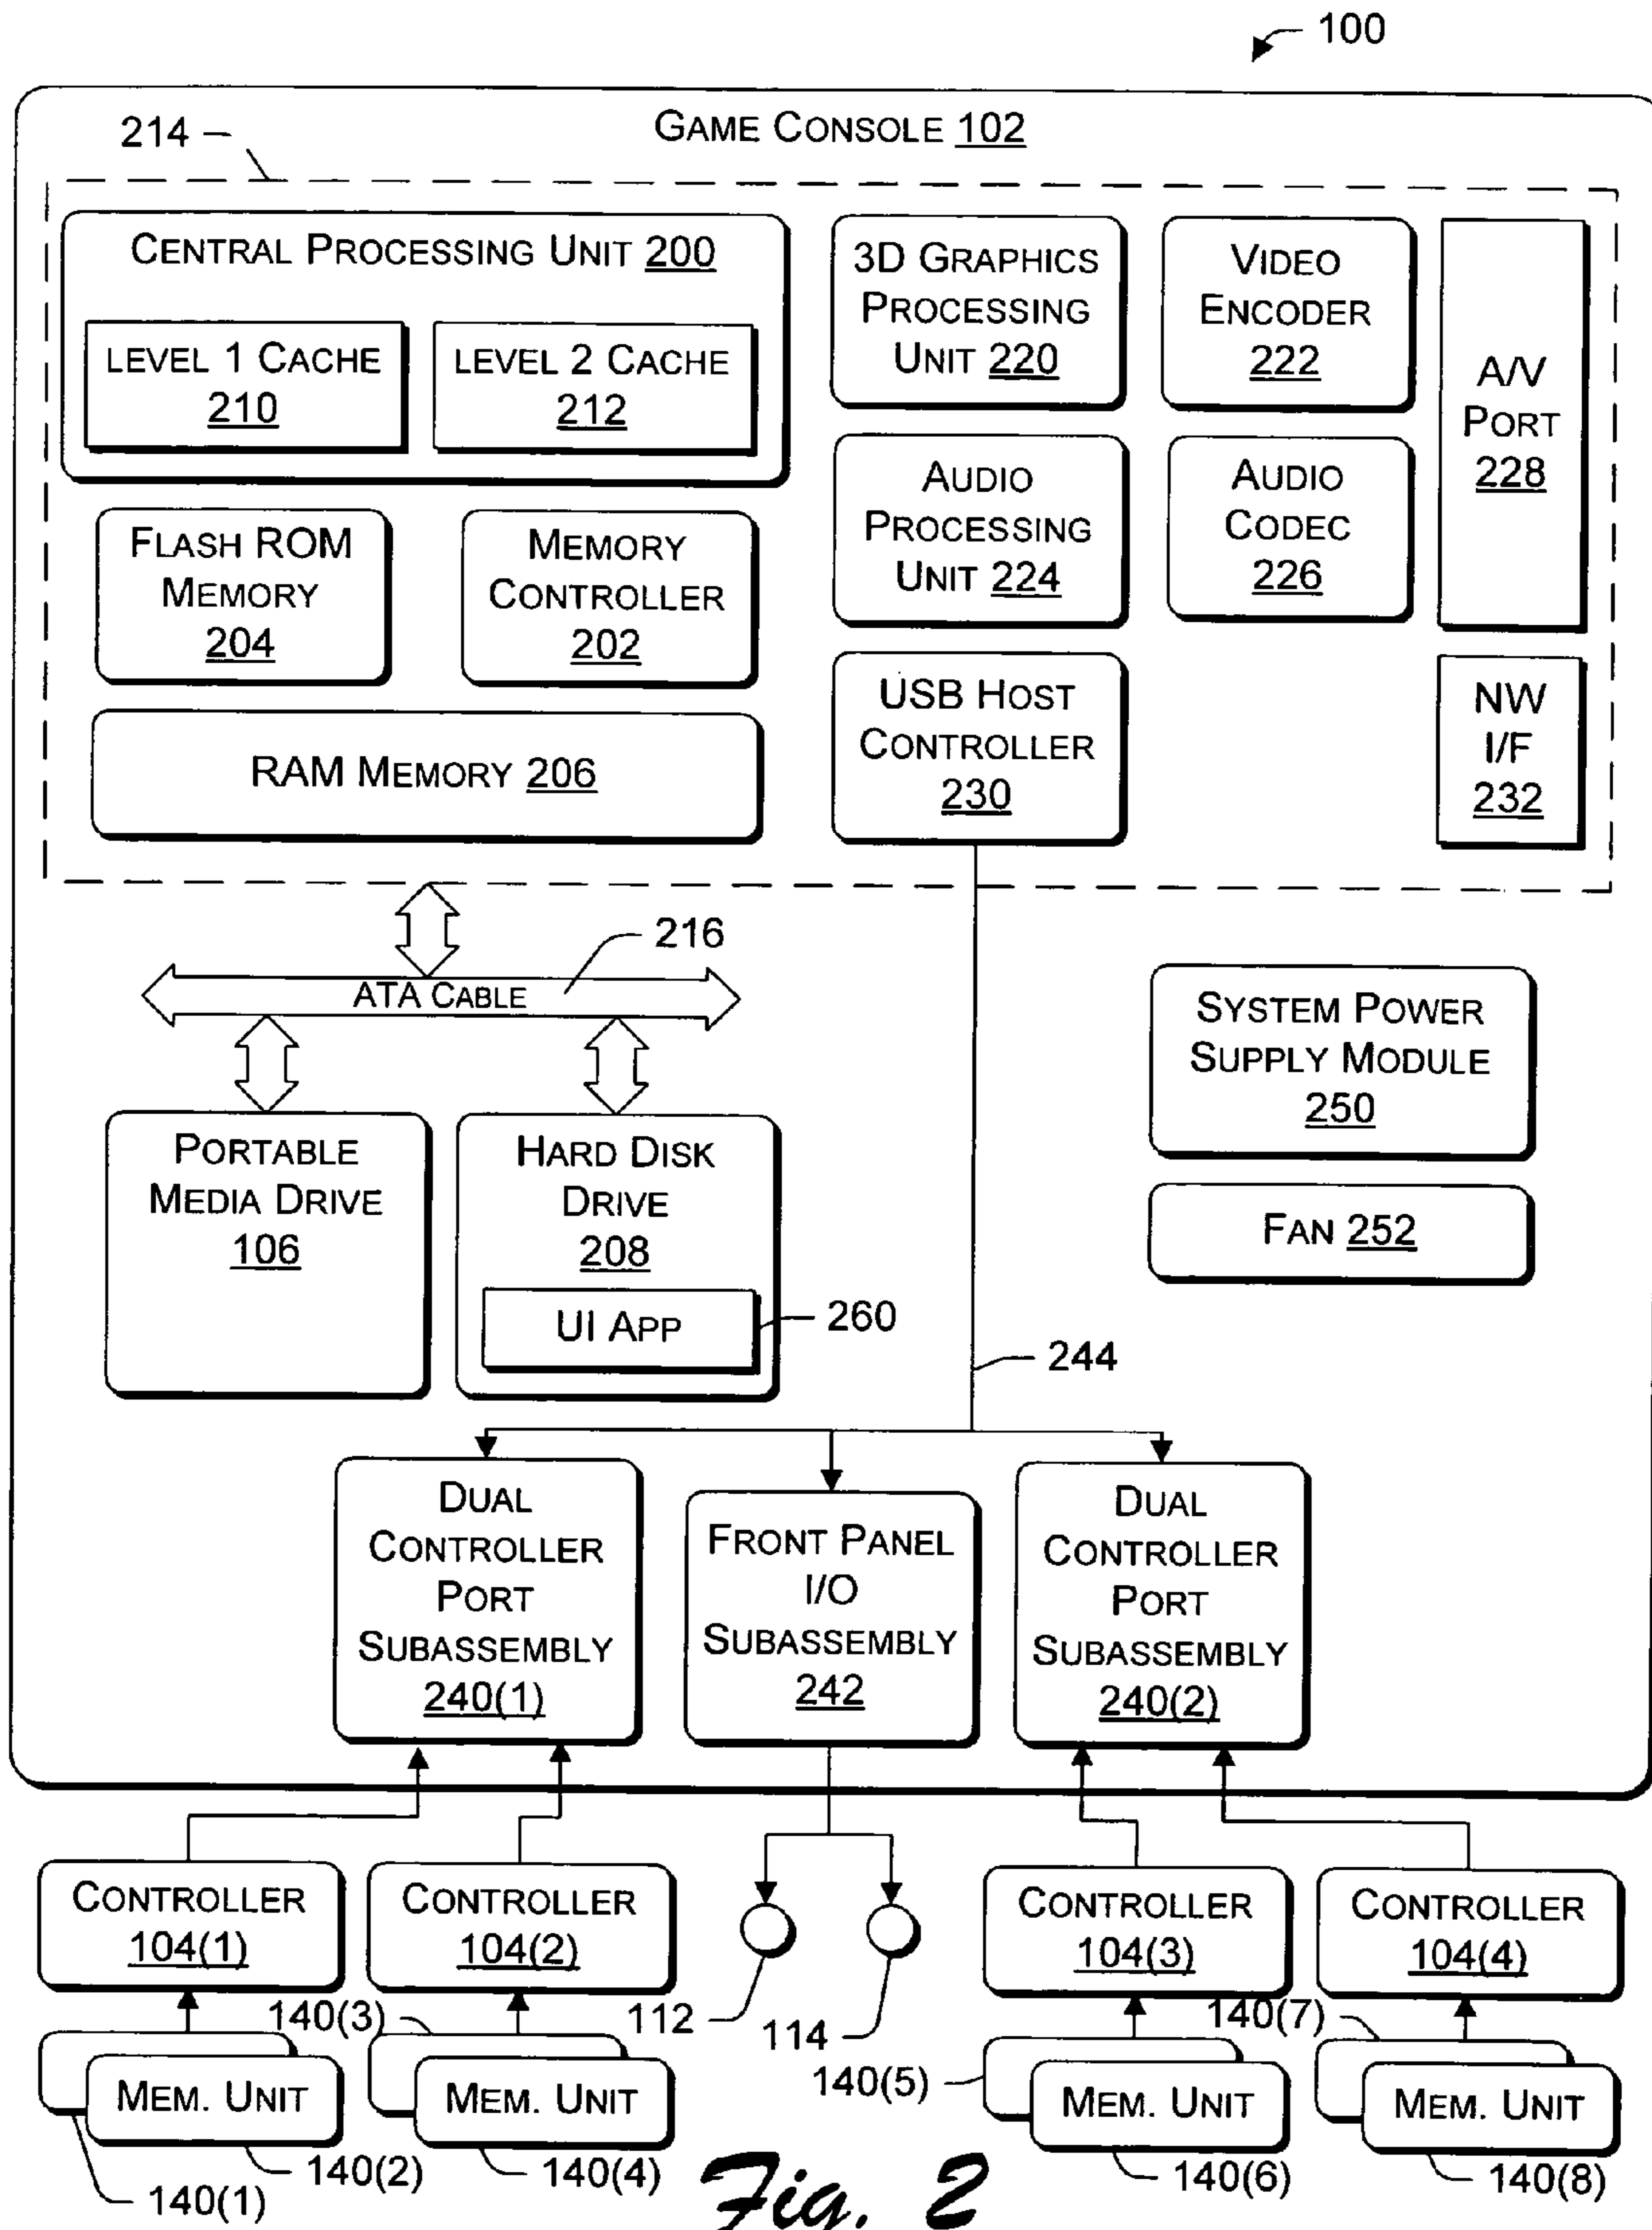 100
GAME CONSOLE 102
214
CENTRAL PROCESSING UNIT 200
LEVEL 1 CACHE
210
LEVEL 2 CACHE
212
3D GRAPHICS
PROCESSING
UNIT 220
VIDEO
ENCODER
222
A/V
PORT
228
FLASH ROM
MEMORY
204
MEMORY
CONTROLLER
202
AUDIO
PROCESSING
UNIT 224
AUDIO
CODEC
226
RAM MEMORY 206
USB HOST
CONTROLLER
230
NW
I/F
232
216
ATA CABLE
SYSTEM POWER
SUPPLY MODULE
250
PORTABLE
MEDIA DRIVE
106
HARD DISK
DRIVE
208
UI APP
260
FAN 252
244
DUAL
CONTROLLER
PORT
SUBASSEMBLY
240(1)
FRONT PANEL
I/O
SUBASSEMBLY
242
DUAL
CONTROLLER
PORT
SUBASSEMBLY
240(2)
CONTROLLER
104(1)
CONTROLLER
104(2)
CONTROLLER
104(3)
CONTROLLER
104(4)
140(3)
112
114
140(7)
140(5)
MEM. UNIT
MEM. UNIT
MEM. UNIT
MEM. UNIT
140(1)
140(2)
140(4)
140(6)
140(8)
Fig. 2